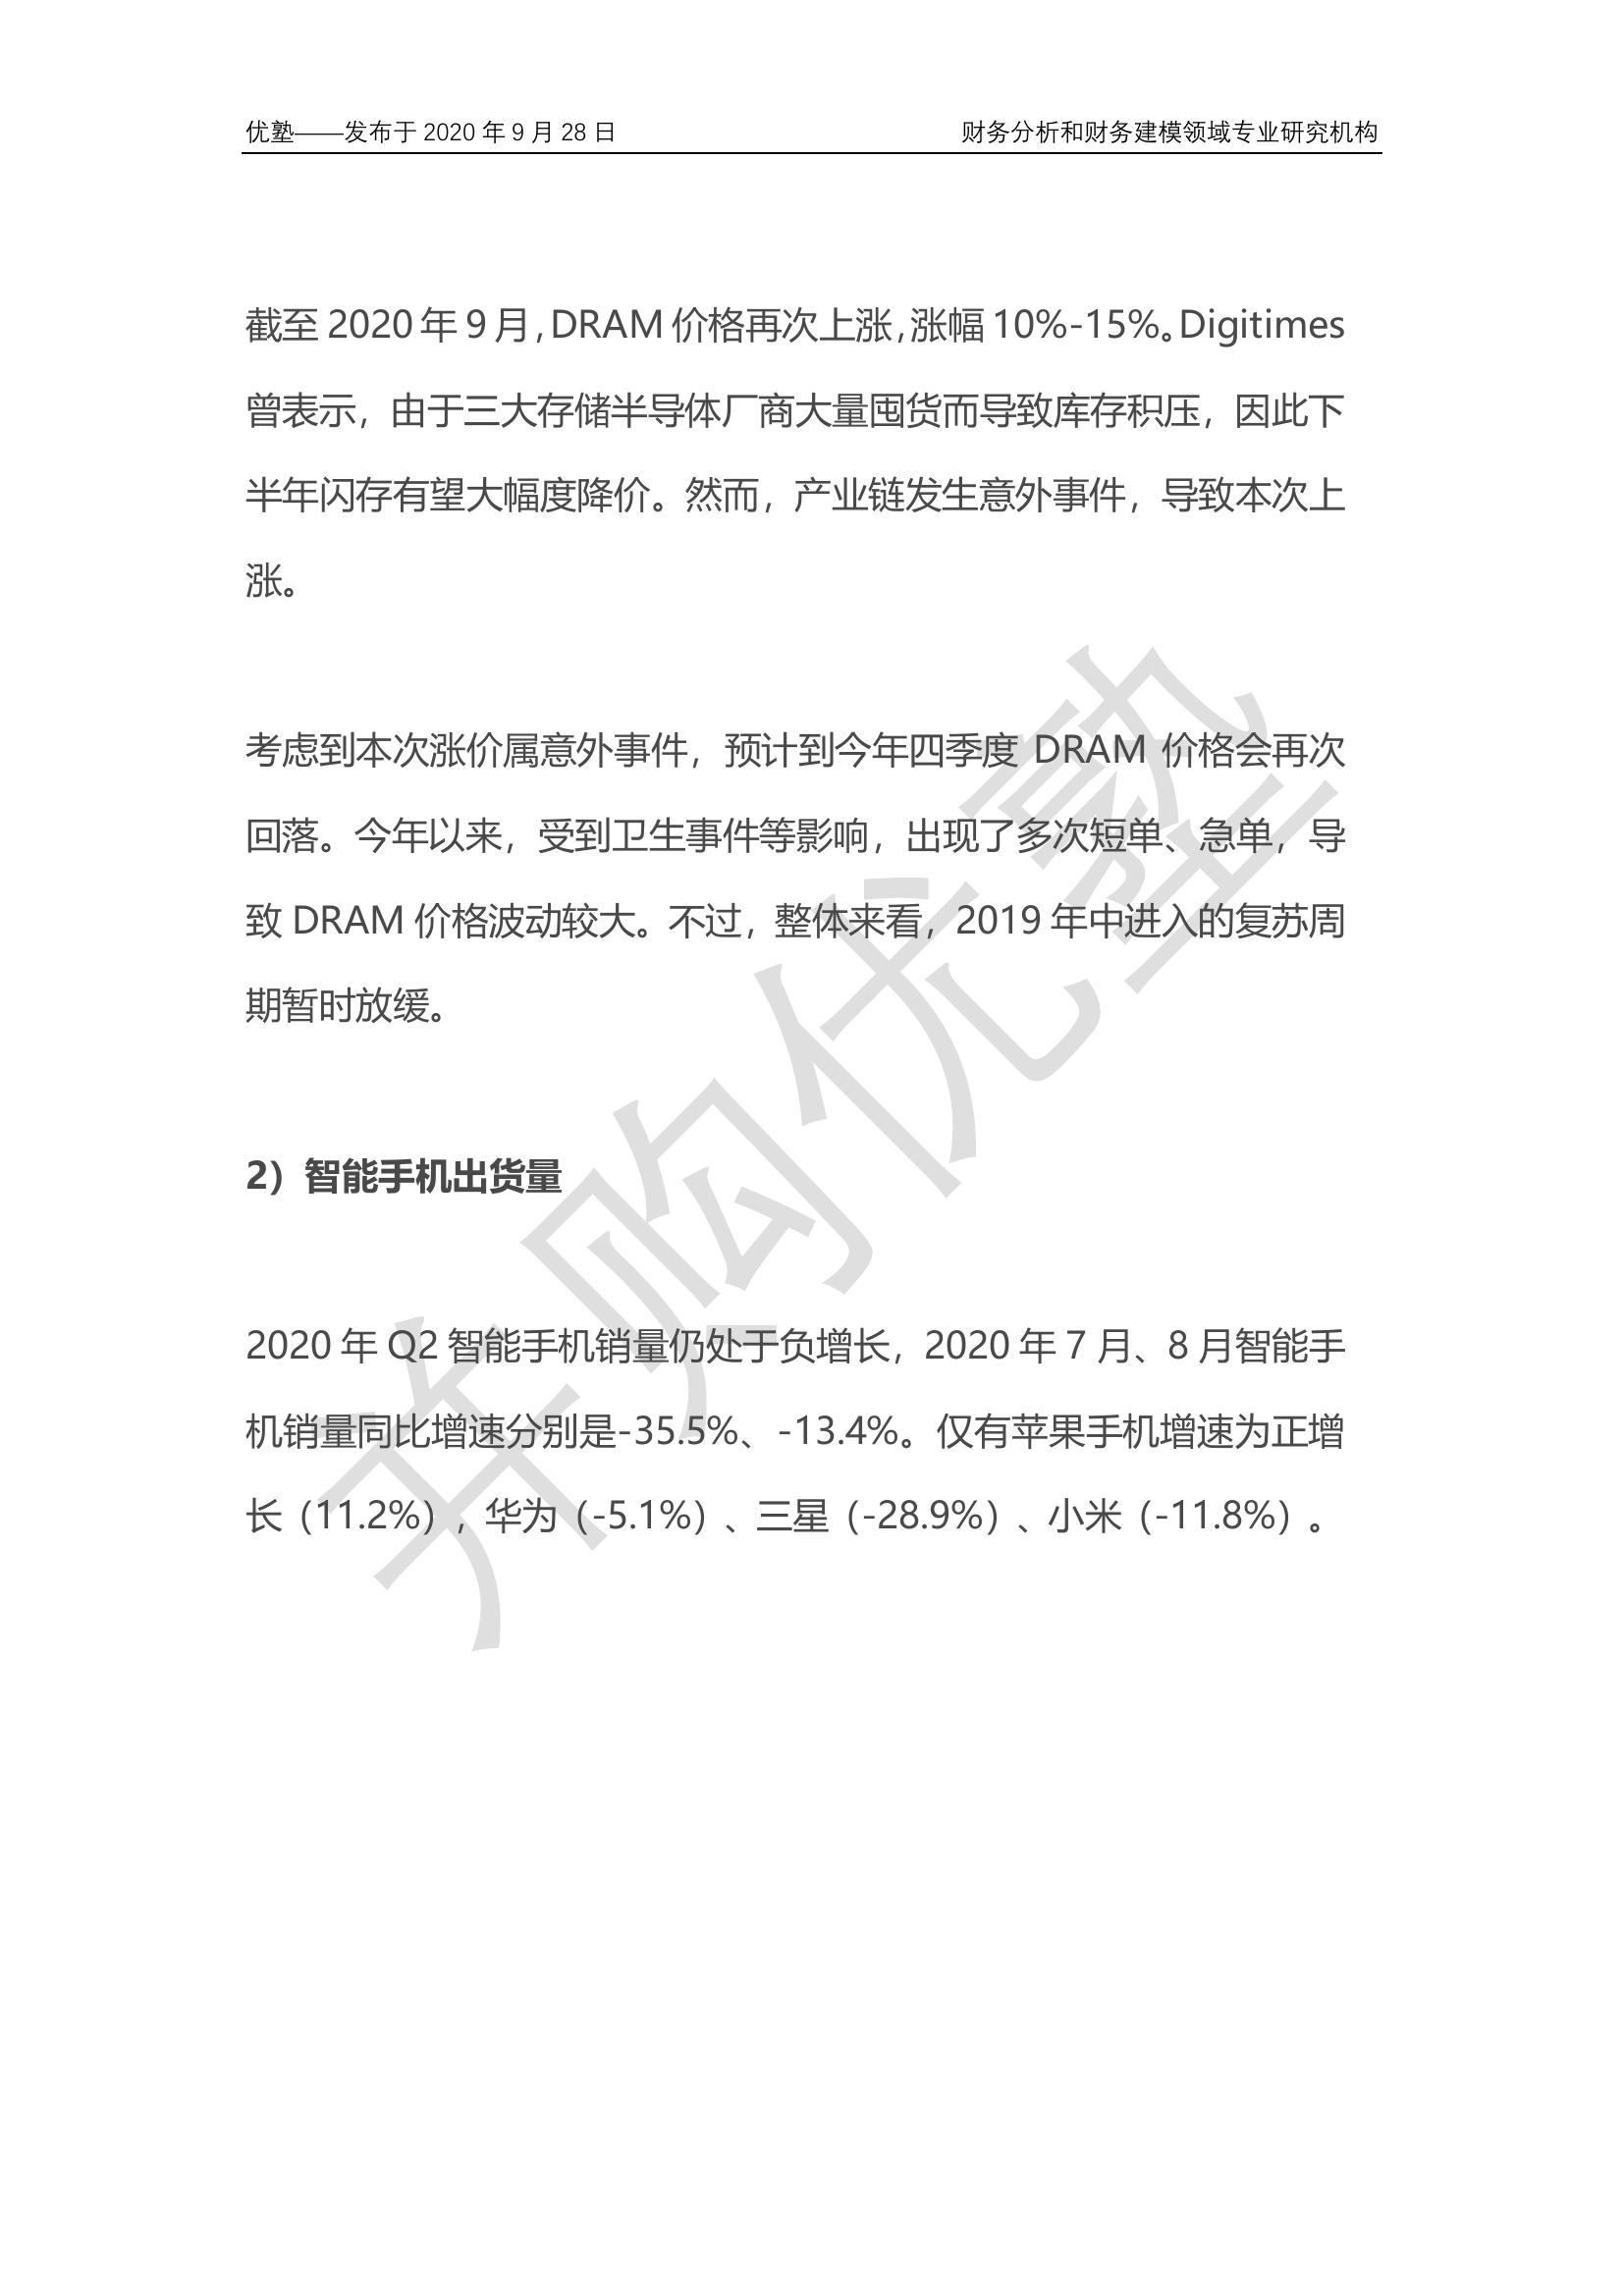 优塾——发布于 2020 年 9 月 28 日 财务分析和财务建模领域专业研究机构
截至 2020 年 9 月，DRAM 价格再次上涨，涨幅 10%-15%。Digitimes
曾表示，由于三大存储半导体厂商大量囤货而导致库存积压，因此下
半年闪存有望大幅度降价。然而，产业链发生意外事件，导致本次上
涨。
考虑到本次涨价属意外事件，预计到今年四季度 DRAM 价格会再次
回落。今年以来，受到卫生事件等影响，出现了多次短单、急单，导
致 DRAM 价格波动较大。不过，整体来看，2019 年中进入的复苏周
期暂时放缓。
2）智能手机出货量
2020 年 Q2 智能手机销量仍处于负增长，2020 年 7 月、8 月智能手
机销量同比增速分别是-35.5%、-13.4%。仅有苹果手机增速为正增
长（11.2%），华为（-5.1%）、三星（-28.9%）、小米（-11.8%）。
并购优塾